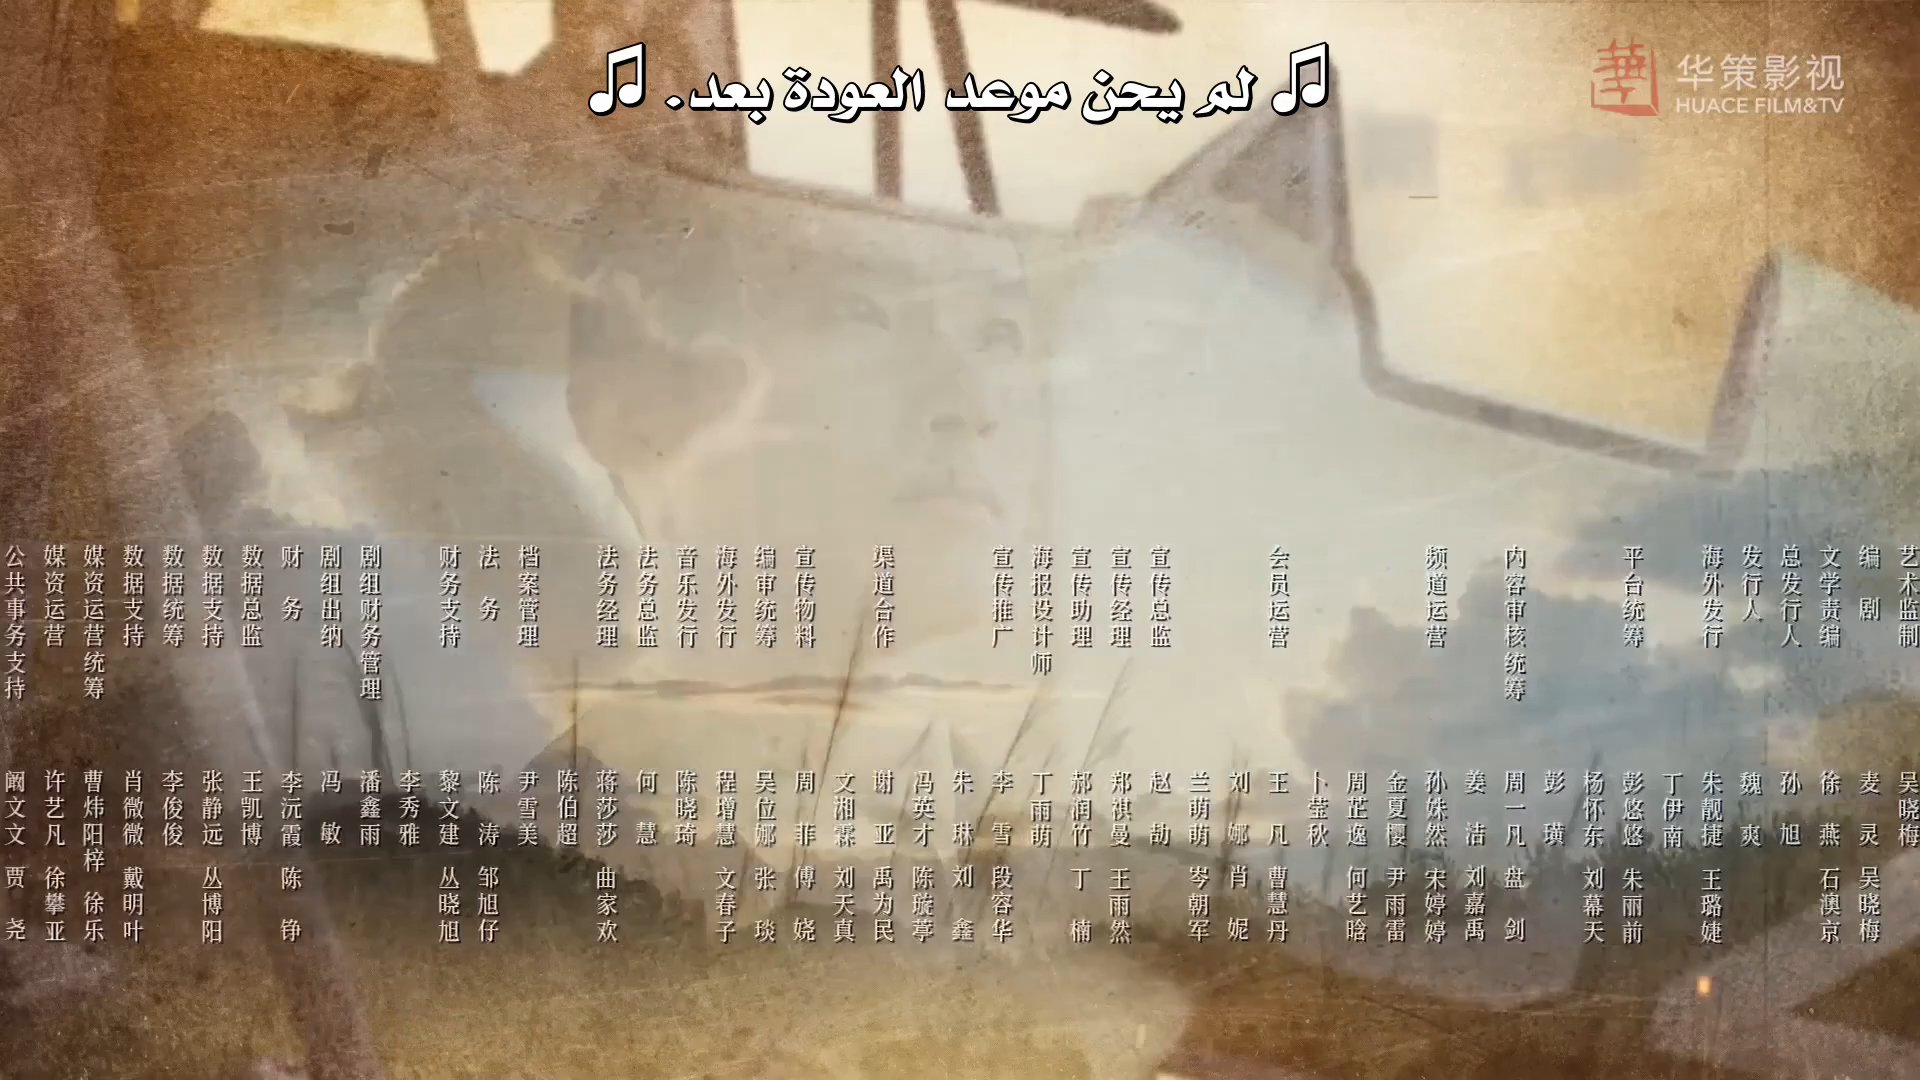 ♫ لم يحن موعد العودة بعد. ♫
华策影视
HUACE FILM&TV
艺术监制 吴晓梅
编剧 麦灵 吴晓梅
文学责编 徐燕 石澳京
总发行人 孙旭
发行人 魏爽
海外发行 朱靓捷 王璐婕
丁伊南
平台统筹 彭悠悠 朱丽前
杨怀东 刘幕天
彭璜
内容审核统筹 周一凡 盘剑
姜洁 刘嘉禹
频道运营 孙姝然 宋婷婷
金夏樱 尹雨雷
周芷逸 何艺晗
卜莹秋
会员运营 王凡 曹慧丹
刘娜 肖妮
兰萌萌 岑朝军
宣传总监 赵劼
宣传经理 郑祺曼 王雨然
宣传助理 郝润竹 丁楠
海报设计师 丁雨萌
宣传推广 李雪 段容华
朱琳 刘鑫
冯英才 陈璇葶
渠道合作 谢亚 禹为民
文湘霖 刘天真
宣传物料 周菲 傅娆
编审统筹 吴位娜 张琰
海外发行 程增慧 文春子
音乐发行 陈晓琦
法务总监 何慧
法务经理 蒋莎莎 曲家欢
陈伯超
档案管理 尹雪美
法务 陈涛 邹旭仔
财务支持 黎文建 丛晓旭
李秀雅
剧组财务管理 潘鑫雨
剧组出纳 冯敏
财务 李沅霞 陈铮
数据总监 王凯博
数据支持 张静远 丛博阳
数据统筹 李俊俊
数据支持 肖微微 戴明叶
媒资运营统筹 曹炜阳梓 徐乐
媒资运营 许艺凡 徐攀亚
公共事务支持 阚文文 贾尧